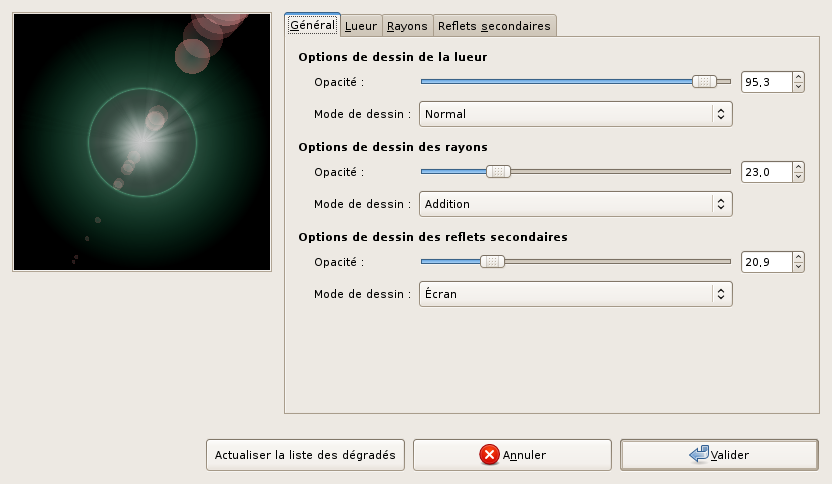 Général Lueur Rayons Reflets secondaires
Options de dessin de la lueur
Opacité : 95,3
Mode de dessin : Normal
Options de dessin des rayons
Opacité : 23,0
Mode de dessin : Addition
Options de dessin des reflets secondaires
Opacité : 20,9
Mode de dessin : Écran
Actualiser la liste des dégradés Annuler Valider